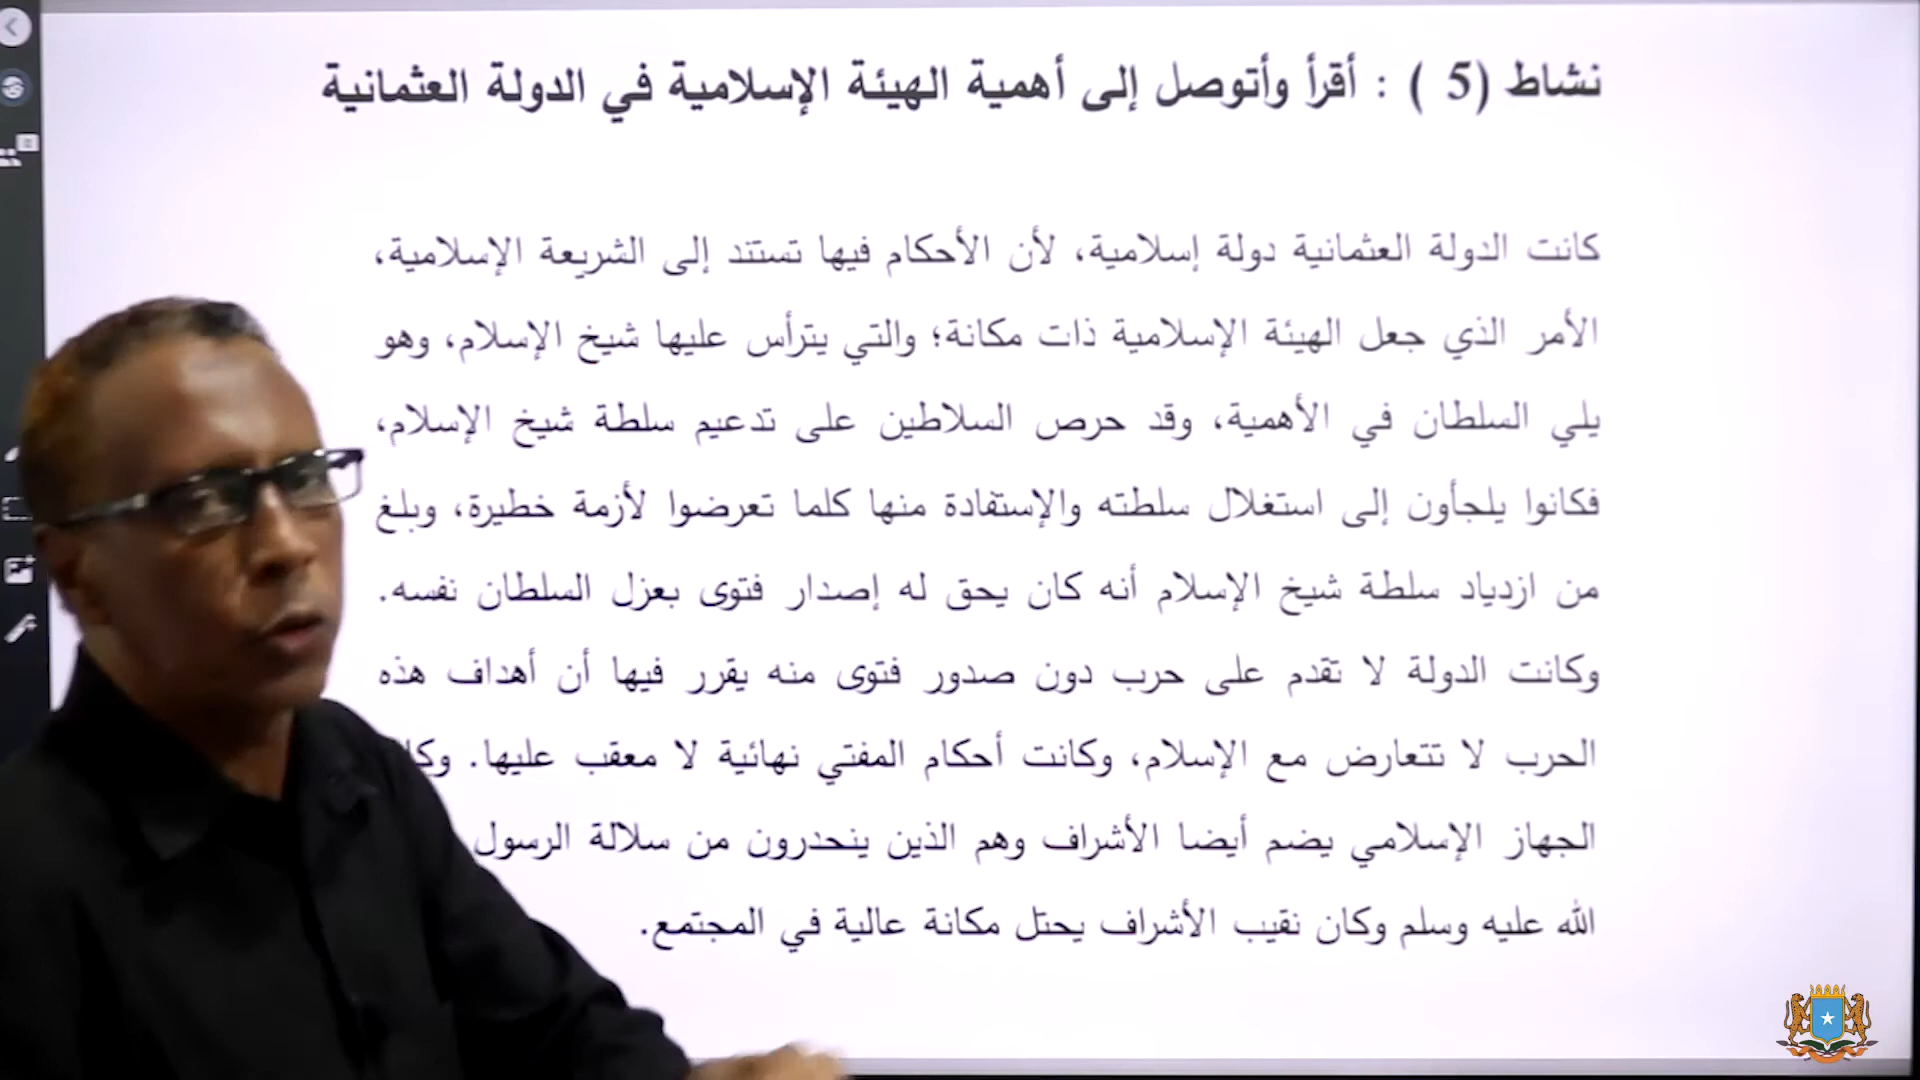 نشاط (5 ) : أقرأ وأتوصل إلى أهمية الهيئة الإسلامية في الدولة العثمانية
كانت الدولة العثمانية دولة إسلامية، لأن الأحكام فيها تستند إلى الشريعة الإسلامية،
الأمر الذي جعل الهيئة الإسلامية ذات مكانة؛ والتي يترأس عليها شيخ الإسلام، وهو
يلي السلطان في الأهمية، وقد حرص السلاطين على تدعيم سلطة شيخ الإسلام،
فكانوا يلجأون إلى استغلال سلطته والإستفادة منها كلما تعرضوا لأزمة خطيرة، وبلغ
من ازدياد سلطة شيخ الإسلام أنه كان يحق له إصدار فتوى بعزل السلطان نفسه.
وكانت الدولة لا تقدم على حرب دون صدور فتوى منه يقرر فيها أن أهداف هذه
الحرب لا تتعارض مع الإسلام، وكانت أحكام المفتي نهائية لا معقب عليها.
الجهاز الإسلامي يضم أيضا الأشراف وهم الذين ينحدرون من سلالة الرسول
الله عليه وسلم وكان نقيب الأشراف يحتل مكانة عالية في المجتمع.